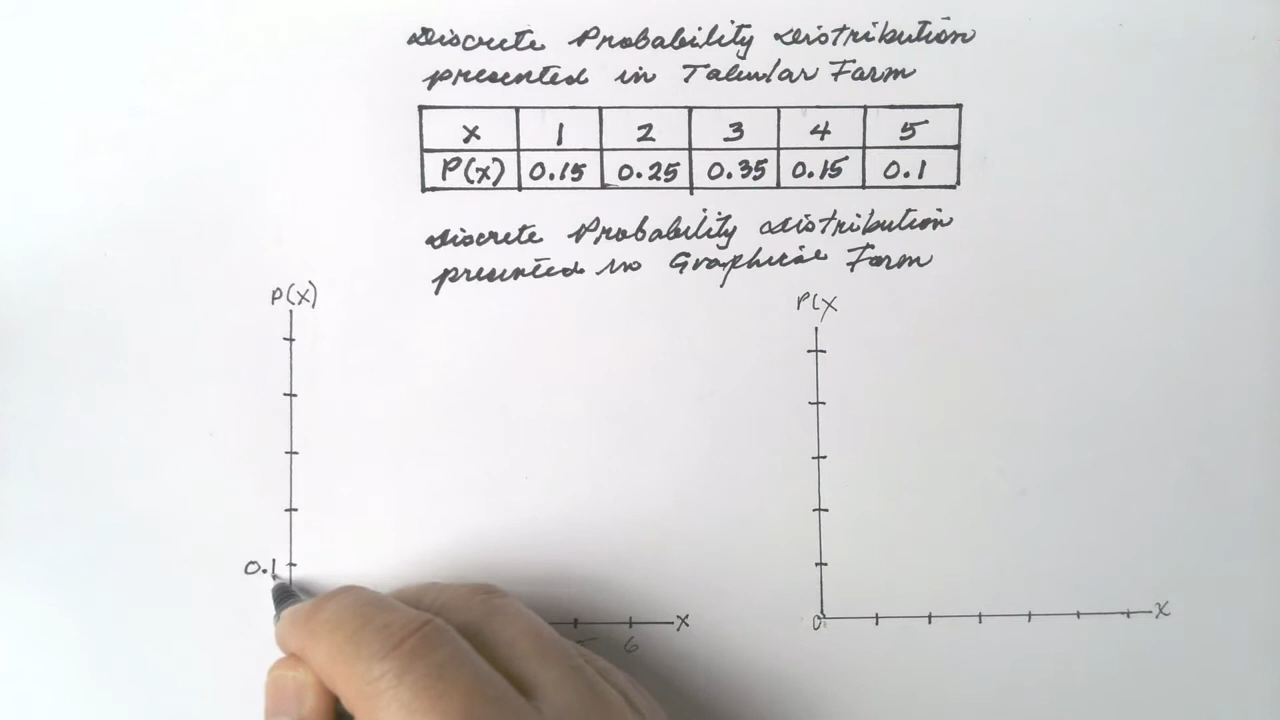 Discrete Probability Distribution
presented in Tabular Form
x 1 2 3 4 5
P(x) 0.15 0.25 0.35 0.15 0.1
Discrete Probability Distribution
presented in Graphical Form
P(x)
0.1
6
X
P(x
0
X